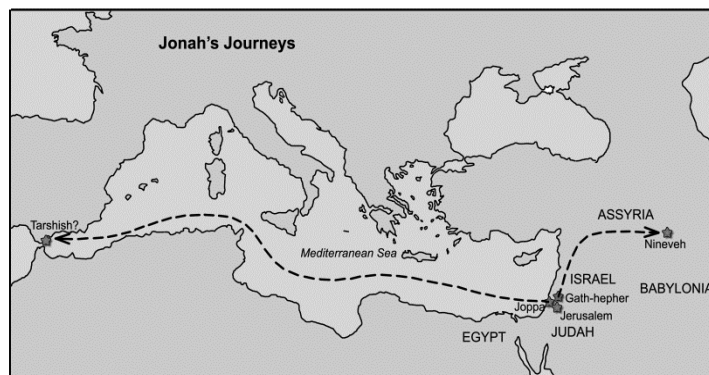 Jonah's Journeys
Tarshish?
Mediterranean Sea
ASSYRIA
Nineveh
ISRAEL
BABYLONIA
Gath-hepher
Joppa
Jerusalem
EGYPT
JUDAH